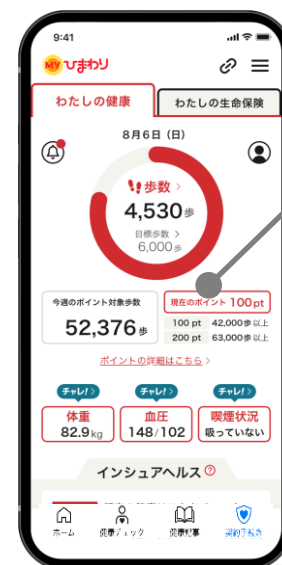 9:41
MYひまわり
わたしの健康
わたしの生命保険
8月6日（日）
歩数 >
4,530歩
目標歩数 >
6,000歩
今週のポイント対象歩数
52,376歩
現在のポイント 100pt
100 pt 42,000歩以上
200 pt 63,000歩以上
ポイントの詳細はこちら >
チャレ! > チャレ! > チャレ! >
体重 血圧 喫煙状況
82.9kg 148/102 吸っていない
インシュアヘルス ?
ホーム 健康チェック 健康記事 契約手続き